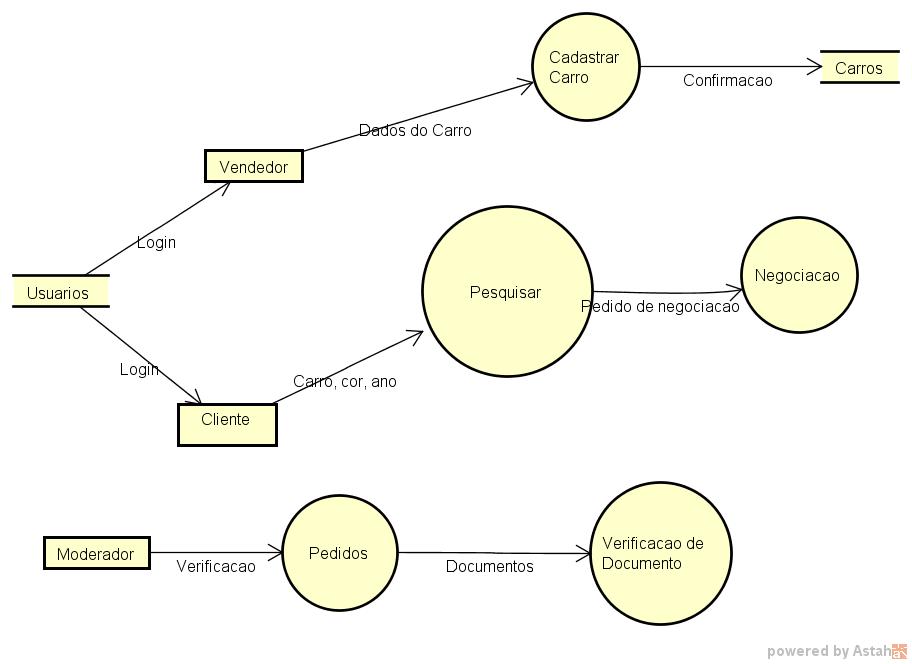 Cadastrar
Carro
Confirmacao
Carros
Dados do Carro
Vendedor
Login
Usuarios
Pesquisar
Negociacao
Pedido de negociacao
Login
Carro, cor, ano
Cliente
Moderador
Verificacao
Pedidos
Documentos
Verificacao de
Documento
powered by Astah